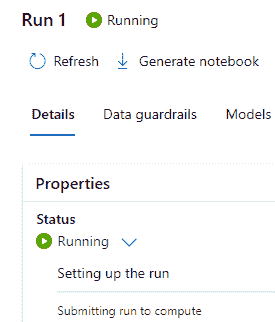 Run 1 Running
Refresh Generate notebook
Details Data guardrails Models
Properties
Status
Running
Setting up the run
Submitting run to compute